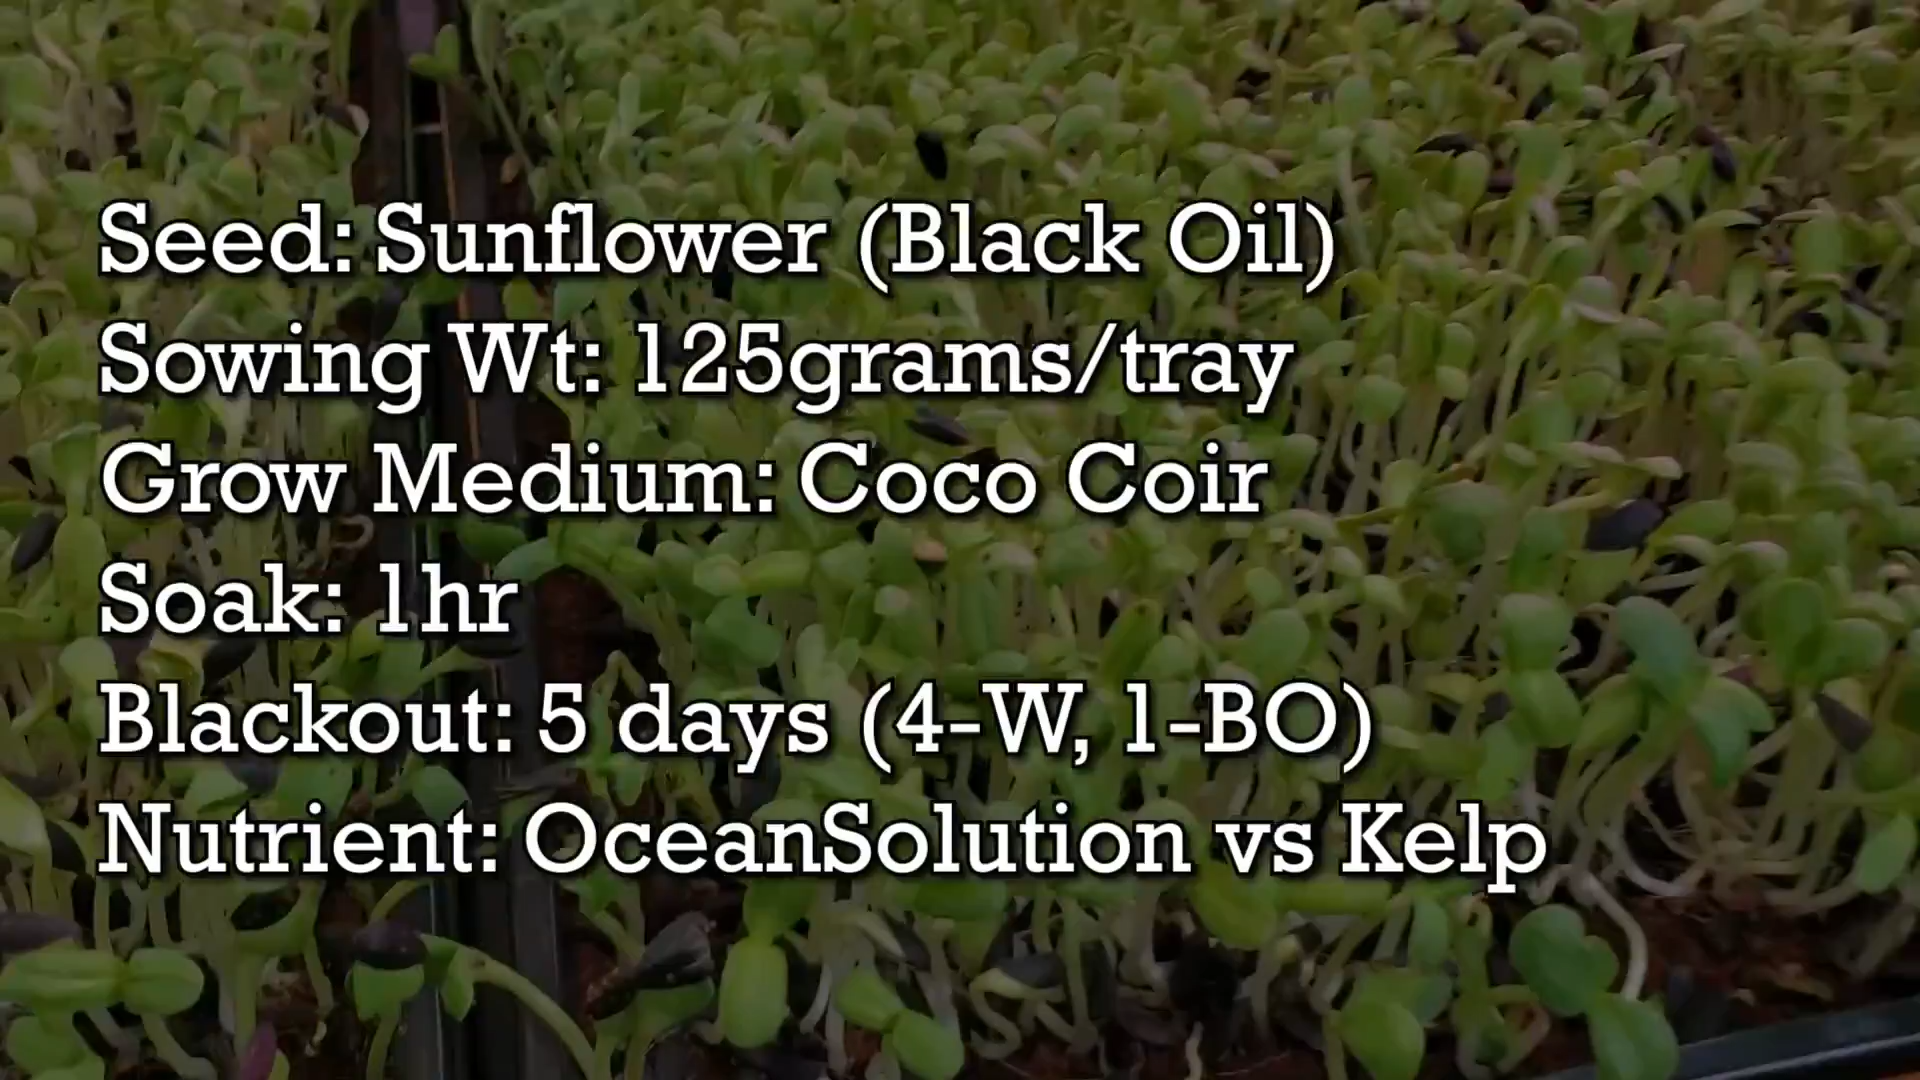 Seed: Sunflower (Black Oil)
Sowing Wt: 125grams/tray
Grow Medium: Coco Coir
Soak: 1hr
Blackout: 5 days (4-W, 1-BO)
Nutrient: OceanSolution vs Kelp